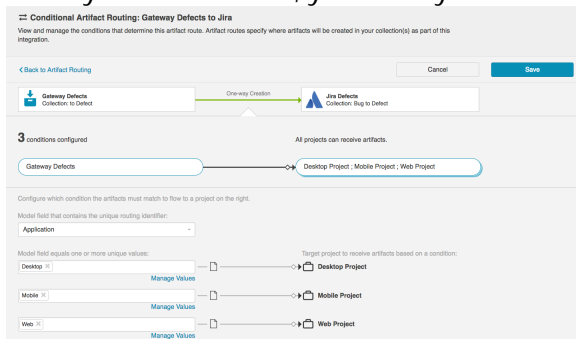 Conditional Artifact Routing: Gateway Defects to Jira
View and manage the conditions that determine this artifact route. Artifact routes specify where artifacts will be created in your collection(s) as part of this
integration.
Back to Artifact Routing
Cancel
Save
Gateway Defects
Collection: to Defect
One-way Creation
Jira Defects
Collection: Bug to Defect
3 conditions configured
All projects can receive artifacts.
Gateway Defects
Desktop Project ; Mobile Project ; Web Project
Configure which condition the artifacts must match to flow to a project on the right.
Model field that contains the unique routing identifier:
Application
Model field equals one or more unique values:
Target project to receive artifacts based on a condition:
Desktop
Desktop Project
Manage Values
Mobile
Mobile Project
Manage Values
Web
Web Project
Manage Values